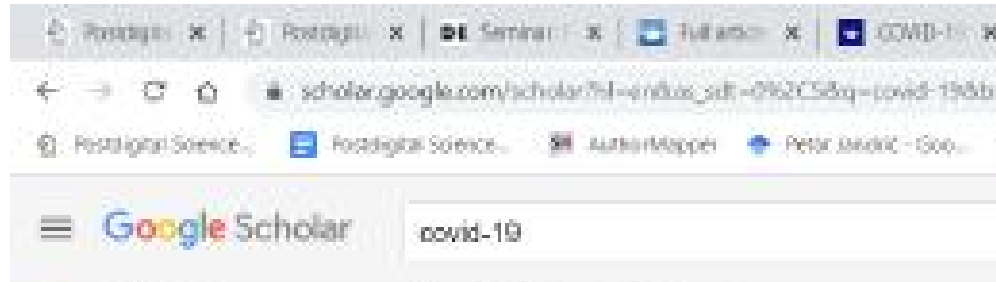 Postdigit Postdigit Seminar Full artic COVID-19
scholar.google.com/scholar?hl=en&as_sdt=0%2C5&q=covid-19&b
Postdigital Science... Postdigital Science... AuthorMapper Petar Jandrić - Goo...
Google Scholar covid-19